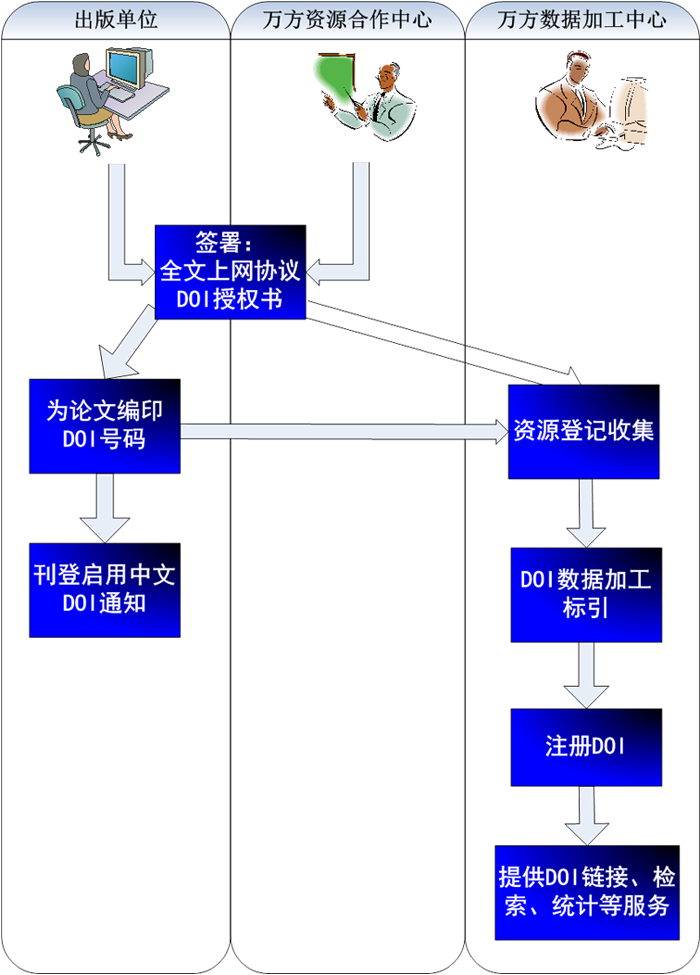 出版单位
万方资源合作中心
万方数据加工中心
签署：
全文上网协议
DOI授权书
为论文编印
DOI号码
资源登记收集
刊登启用中文
DOI通知
DOI数据加工
标引
注册DOI
提供DOI链接、检
索、统计等服务